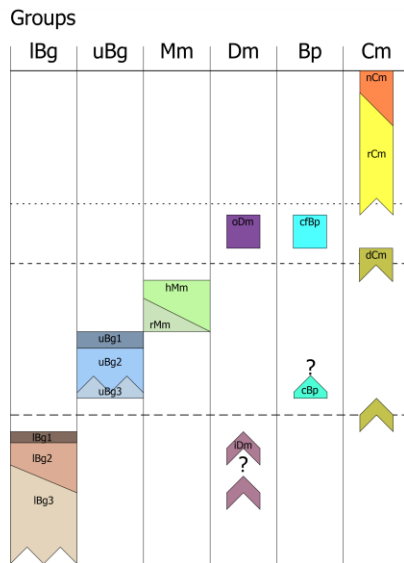 Groups
lBg uBg Mm Dm Bp Cm
nCm
rCm
oDm cfBp
dCm
hMm
rMm
uBg1
uBg2
?
uBg3
cBp
lBg1
lDm
lBg2
?
lBg3